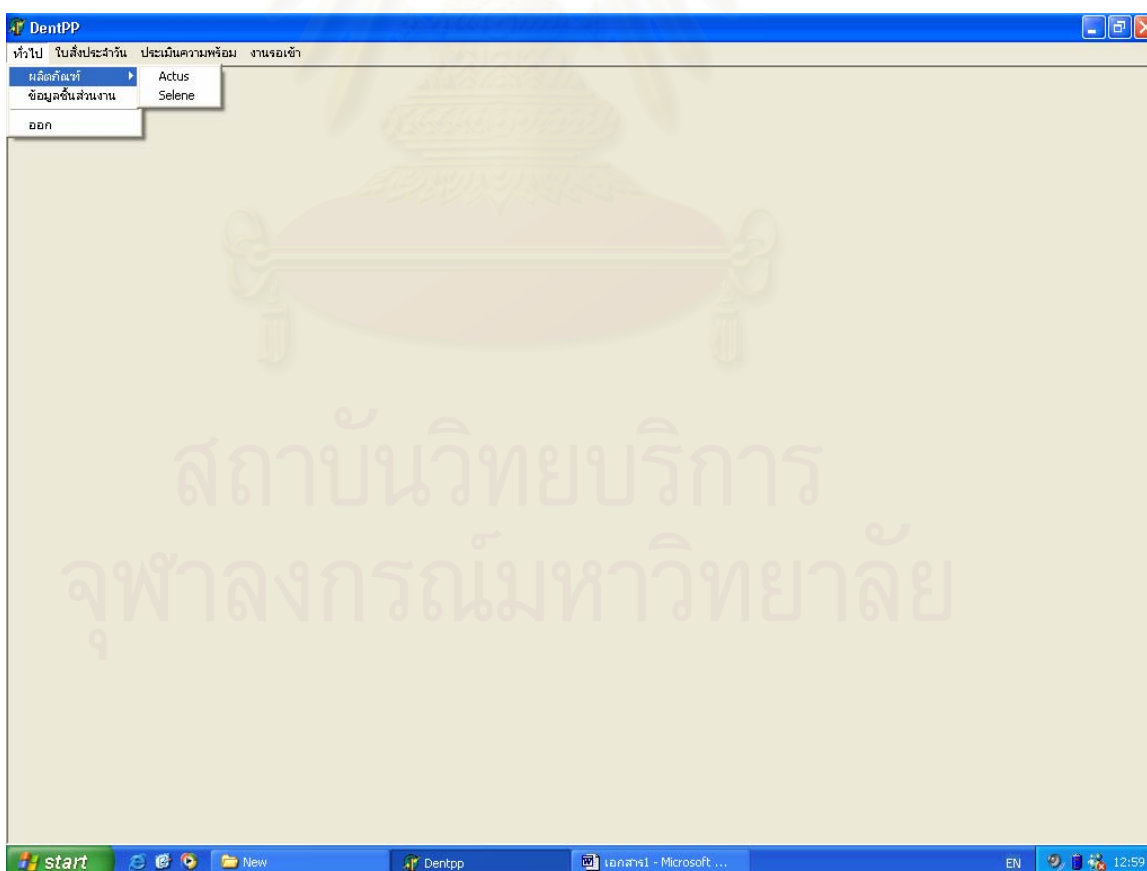 DentPP
ทั่วไป ใบสั่งประจำวัน ประเมินความพร้อม งานรอเข้า
ผลิตภัณฑ์ Actus
ข้อมูลชิ้นส่วนงาน Selene
ออก
สถาบันวิทยบริการ
จุฬาลงกรณ์มหาวิทยาลัย
start New Dentpp เอกสาร1 - Microsoft ... EN 12:59